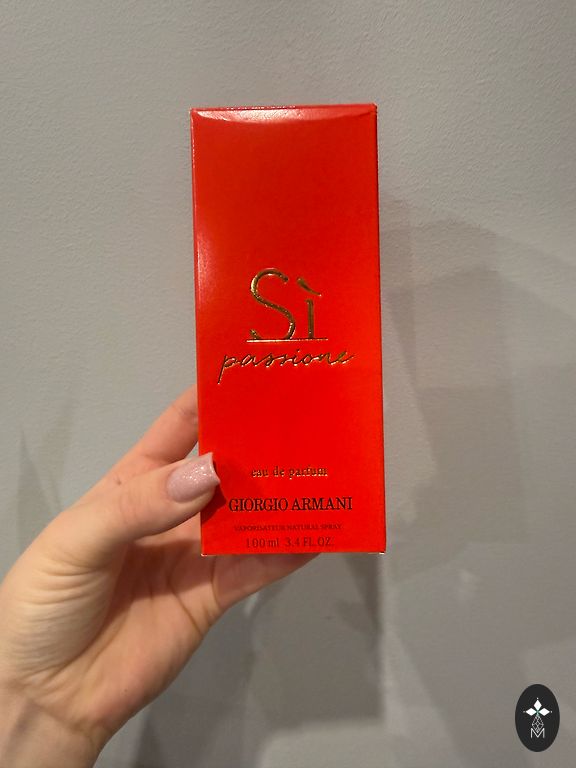 Sì
passione
eau de parfum
GIORGIO ARMANI
VAPORISATEUR NATURAL SPRAY
100 ml 3.4 FL.OZ.
M